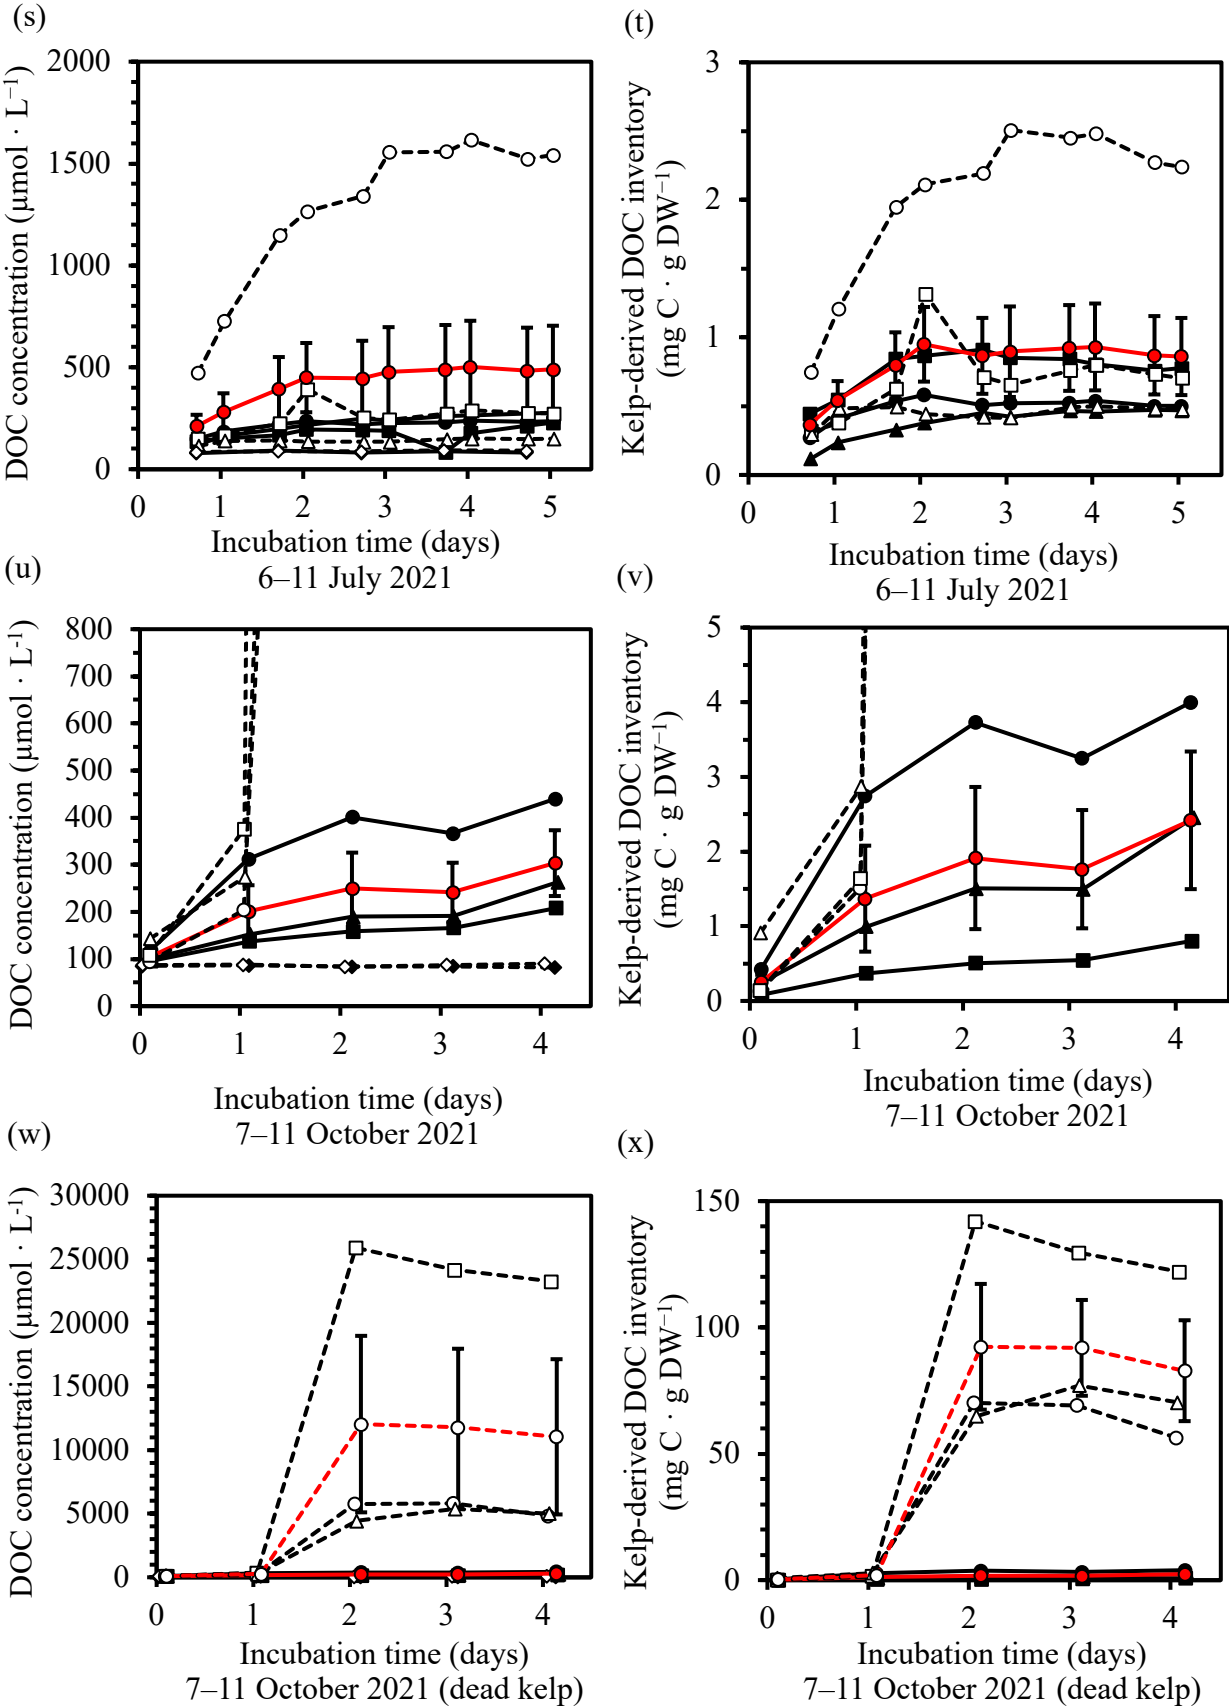 (s)
DOC concentration (µmol · L⁻¹)
2000
1500
1000
500
0
0 1 2 3 4 5
Incubation time (days)
6–11 July 2021
(t)
Kelp-derived DOC inventory
(mg C · g DW⁻¹)
3
2
1
0
0 1 2 3 4 5
Incubation time (days)
6–11 July 2021
(u)
DOC concentration (µmol · L⁻¹)
800
700
600
500
400
300
200
100
0
0 1 2 3 4
Incubation time (days)
7–11 October 2021
(v)
Kelp-derived DOC inventory
(mg C · g DW⁻¹)
5
4
3
2
1
0
0 1 2 3 4
Incubation time (days)
7–11 October 2021
(w)
DOC concentration (µmol · L⁻¹)
30000
25000
20000
15000
10000
5000
0
0 1 2 3 4
Incubation time (days)
7–11 October 2021 (dead kelp)
(x)
Kelp-derived DOC inventory
(mg C · g DW⁻¹)
150
100
50
0
0 1 2 3 4
Incubation time (days)
7–11 October 2021 (dead kelp)